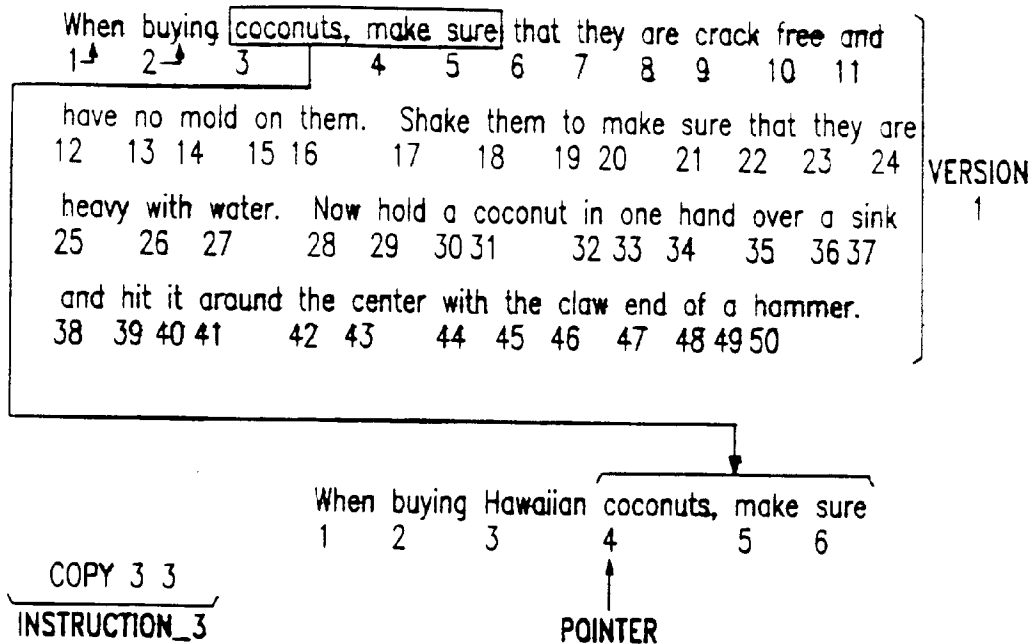 When buying coconuts, make sure that they are crack free and
1 2 3 4 5 6 7 8 9 10 11
have no mold on them. Shake them to make sure that they are
12 13 14 15 16 17 18 19 20 21 22 23 24
VERSION
1
heavy with water. Now hold a coconut in one hand over a sink
25 26 27 28 29 30 31 32 33 34 35 36 37
and hit it around the center with the claw end of a hammer.
38 39 40 41 42 43 44 45 46 47 48 49 50
When buying Hawaiian coconuts, make sure
1 2 3 4 5 6
COPY 3 3
INSTRUCTION_3
POINTER